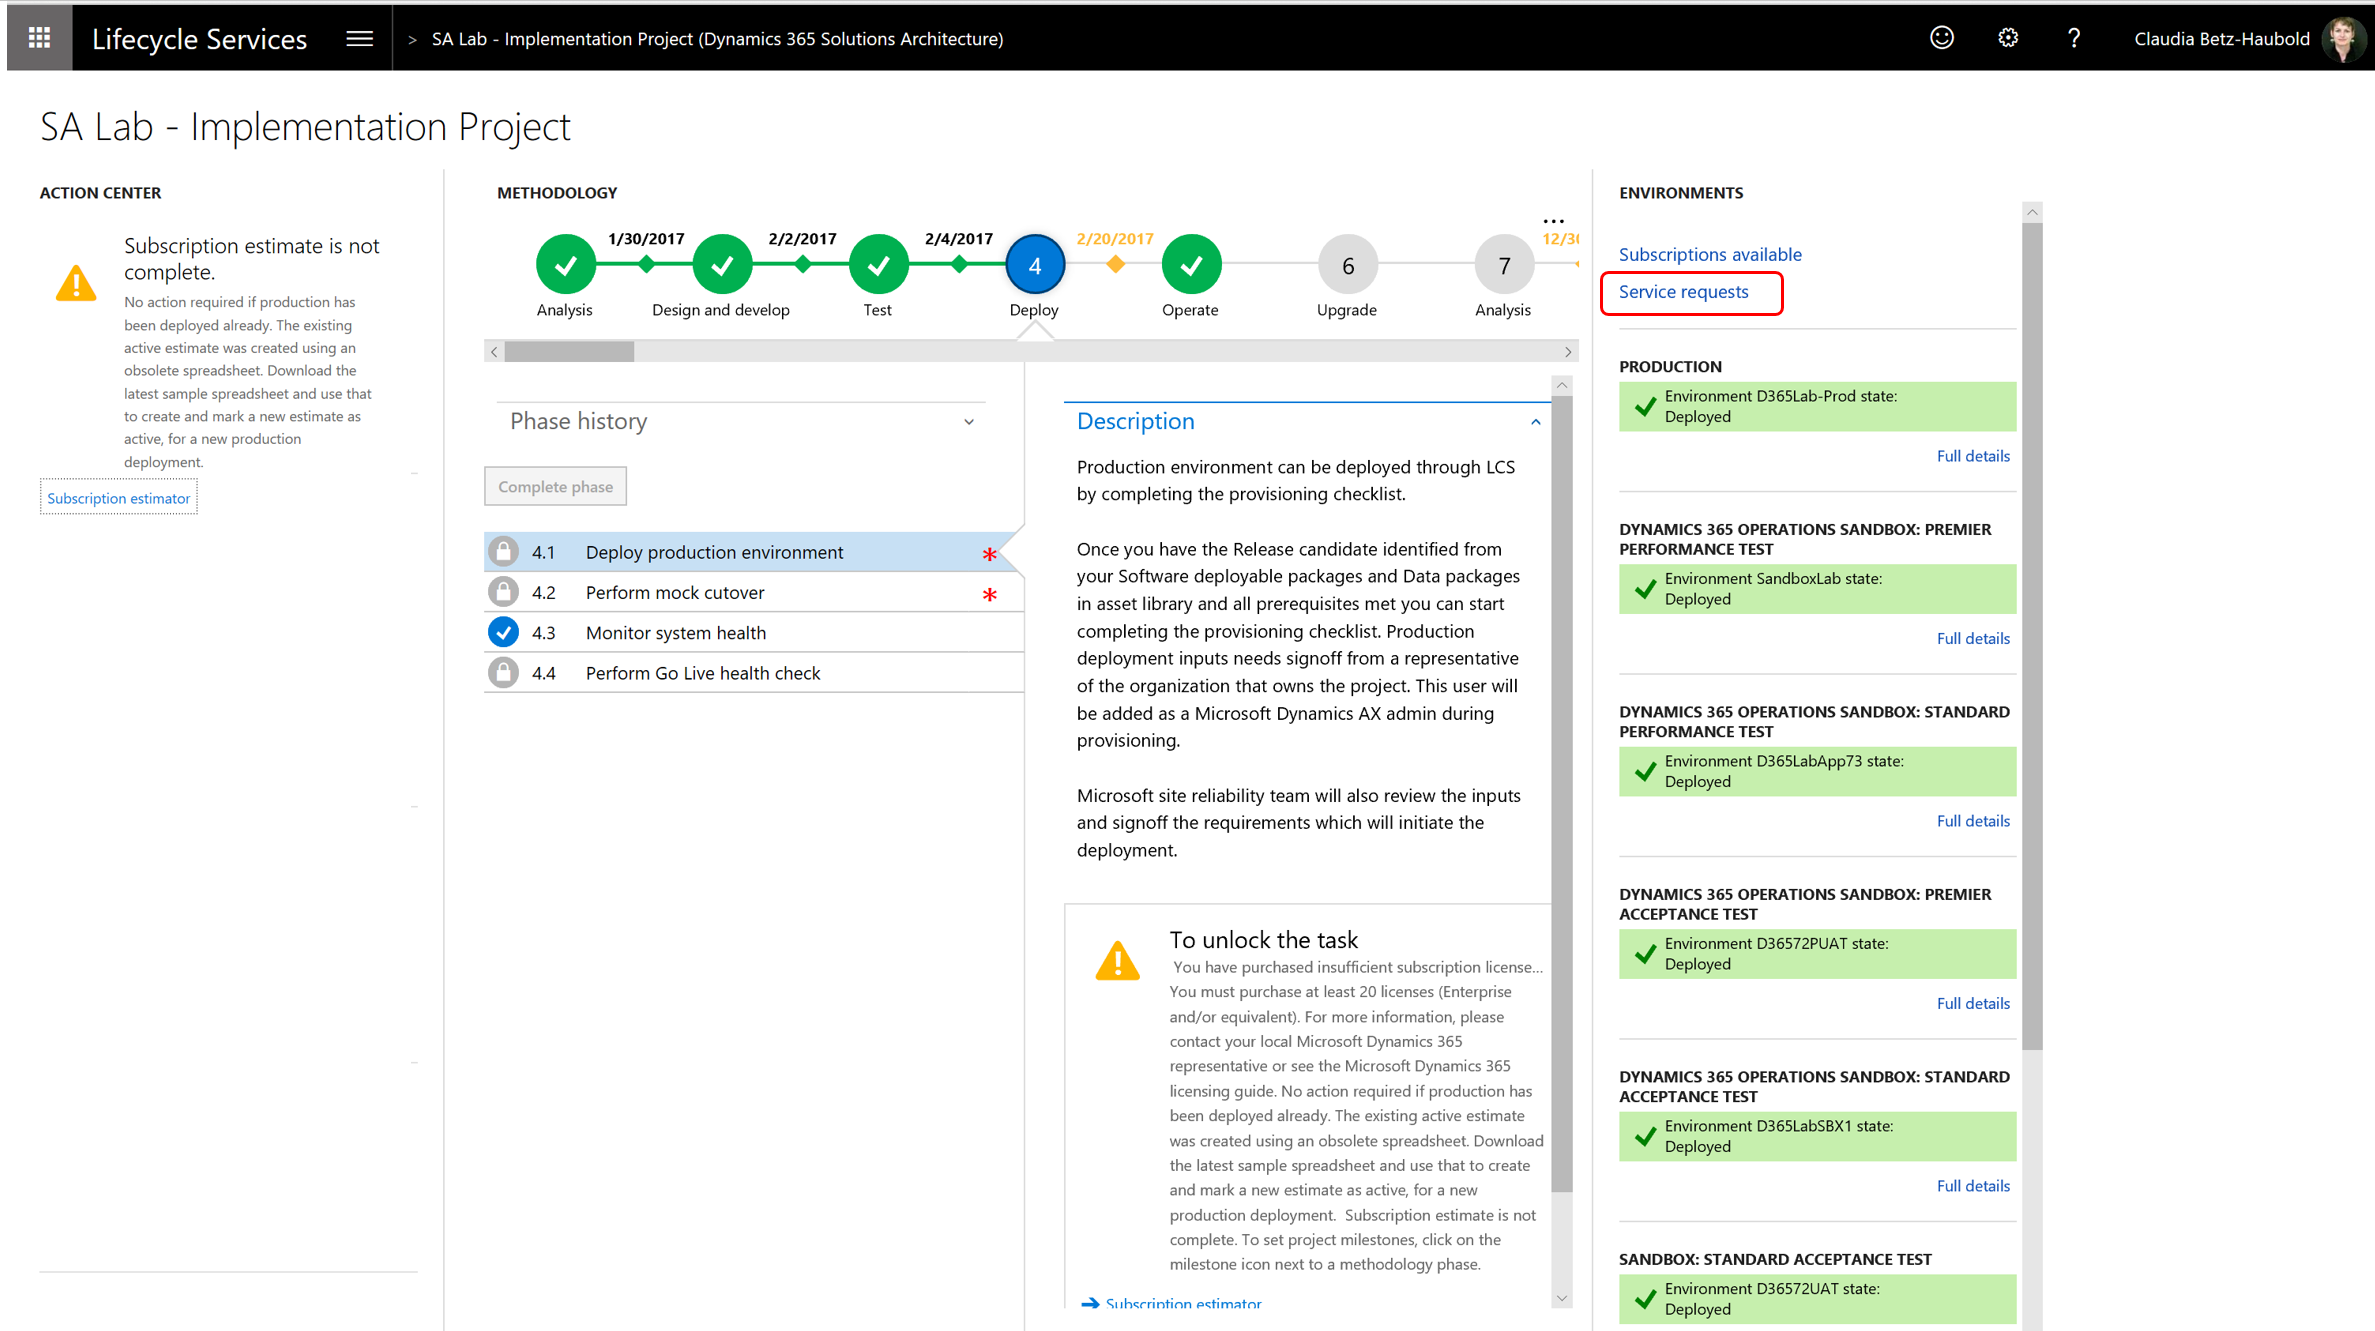 Lifecycle Services
> SA Lab - Implementation Project (Dynamics 365 Solutions Architecture)
?
Claudia Betz-Haubold
SA Lab - Implementation Project
ACTION CENTER
Subscription estimate is not
complete.
No action required if production has
been deployed already. The existing
active estimate was created using an
obsolete spreadsheet. Download the
latest sample spreadsheet and use that
to create and mark a new estimate as
active, for a new production
deployment.
Subscription estimator
METHODOLOGY
...
1/30/2017
2/2/2017
2/4/2017
2/20/2017
12/30
4
6
7
Analysis
Design and develop
Test
Deploy
Operate
Upgrade
Analysis
Phase history
Complete phase
4.1 Deploy production environment *
4.2 Perform mock cutover *
4.3 Monitor system health
4.4 Perform Go Live health check
Description
Production environment can be deployed through LCS
by completing the provisioning checklist.
Once you have the Release candidate identified from
your Software deployable packages and Data packages
in asset library and all prerequisites met you can start
completing the provisioning checklist. Production
deployment inputs needs signoff from a representative
of the organization that owns the project. This user will
be added as a Microsoft Dynamics AX admin during
provisioning.
Microsoft site reliability team will also review the inputs
and signoff the requirements which will initiate the
deployment.
To unlock the task
You have purchased insufficient subscription license...
You must purchase at least 20 licenses (Enterprise
and/or equivalent). For more information, please
contact your local Microsoft Dynamics 365
representative or see the Microsoft Dynamics 365
licensing guide. No action required if production has
been deployed already. The existing active estimate
was created using an obsolete spreadsheet. Download
the latest sample spreadsheet and use that to create
and mark a new estimate as active, for a new
production deployment. Subscription estimate is not
complete. To set project milestones, click on the
milestone icon next to a methodology phase.
Subscription estimator
ENVIRONMENTS
Subscriptions available
Service requests
PRODUCTION
Environment D365Lab-Prod state:
Deployed
Full details
DYNAMICS 365 OPERATIONS SANDBOX: PREMIER
PERFORMANCE TEST
Environment SandboxLab state:
Deployed
Full details
DYNAMICS 365 OPERATIONS SANDBOX: STANDARD
PERFORMANCE TEST
Environment D365LabApp73 state:
Deployed
Full details
DYNAMICS 365 OPERATIONS SANDBOX: PREMIER
ACCEPTANCE TEST
Environment D36572PUAT state:
Deployed
Full details
DYNAMICS 365 OPERATIONS SANDBOX: STANDARD
ACCEPTANCE TEST
Environment D365LabSBX1 state:
Deployed
Full details
SANDBOX: STANDARD ACCEPTANCE TEST
Environment D36572UAT state:
Deployed